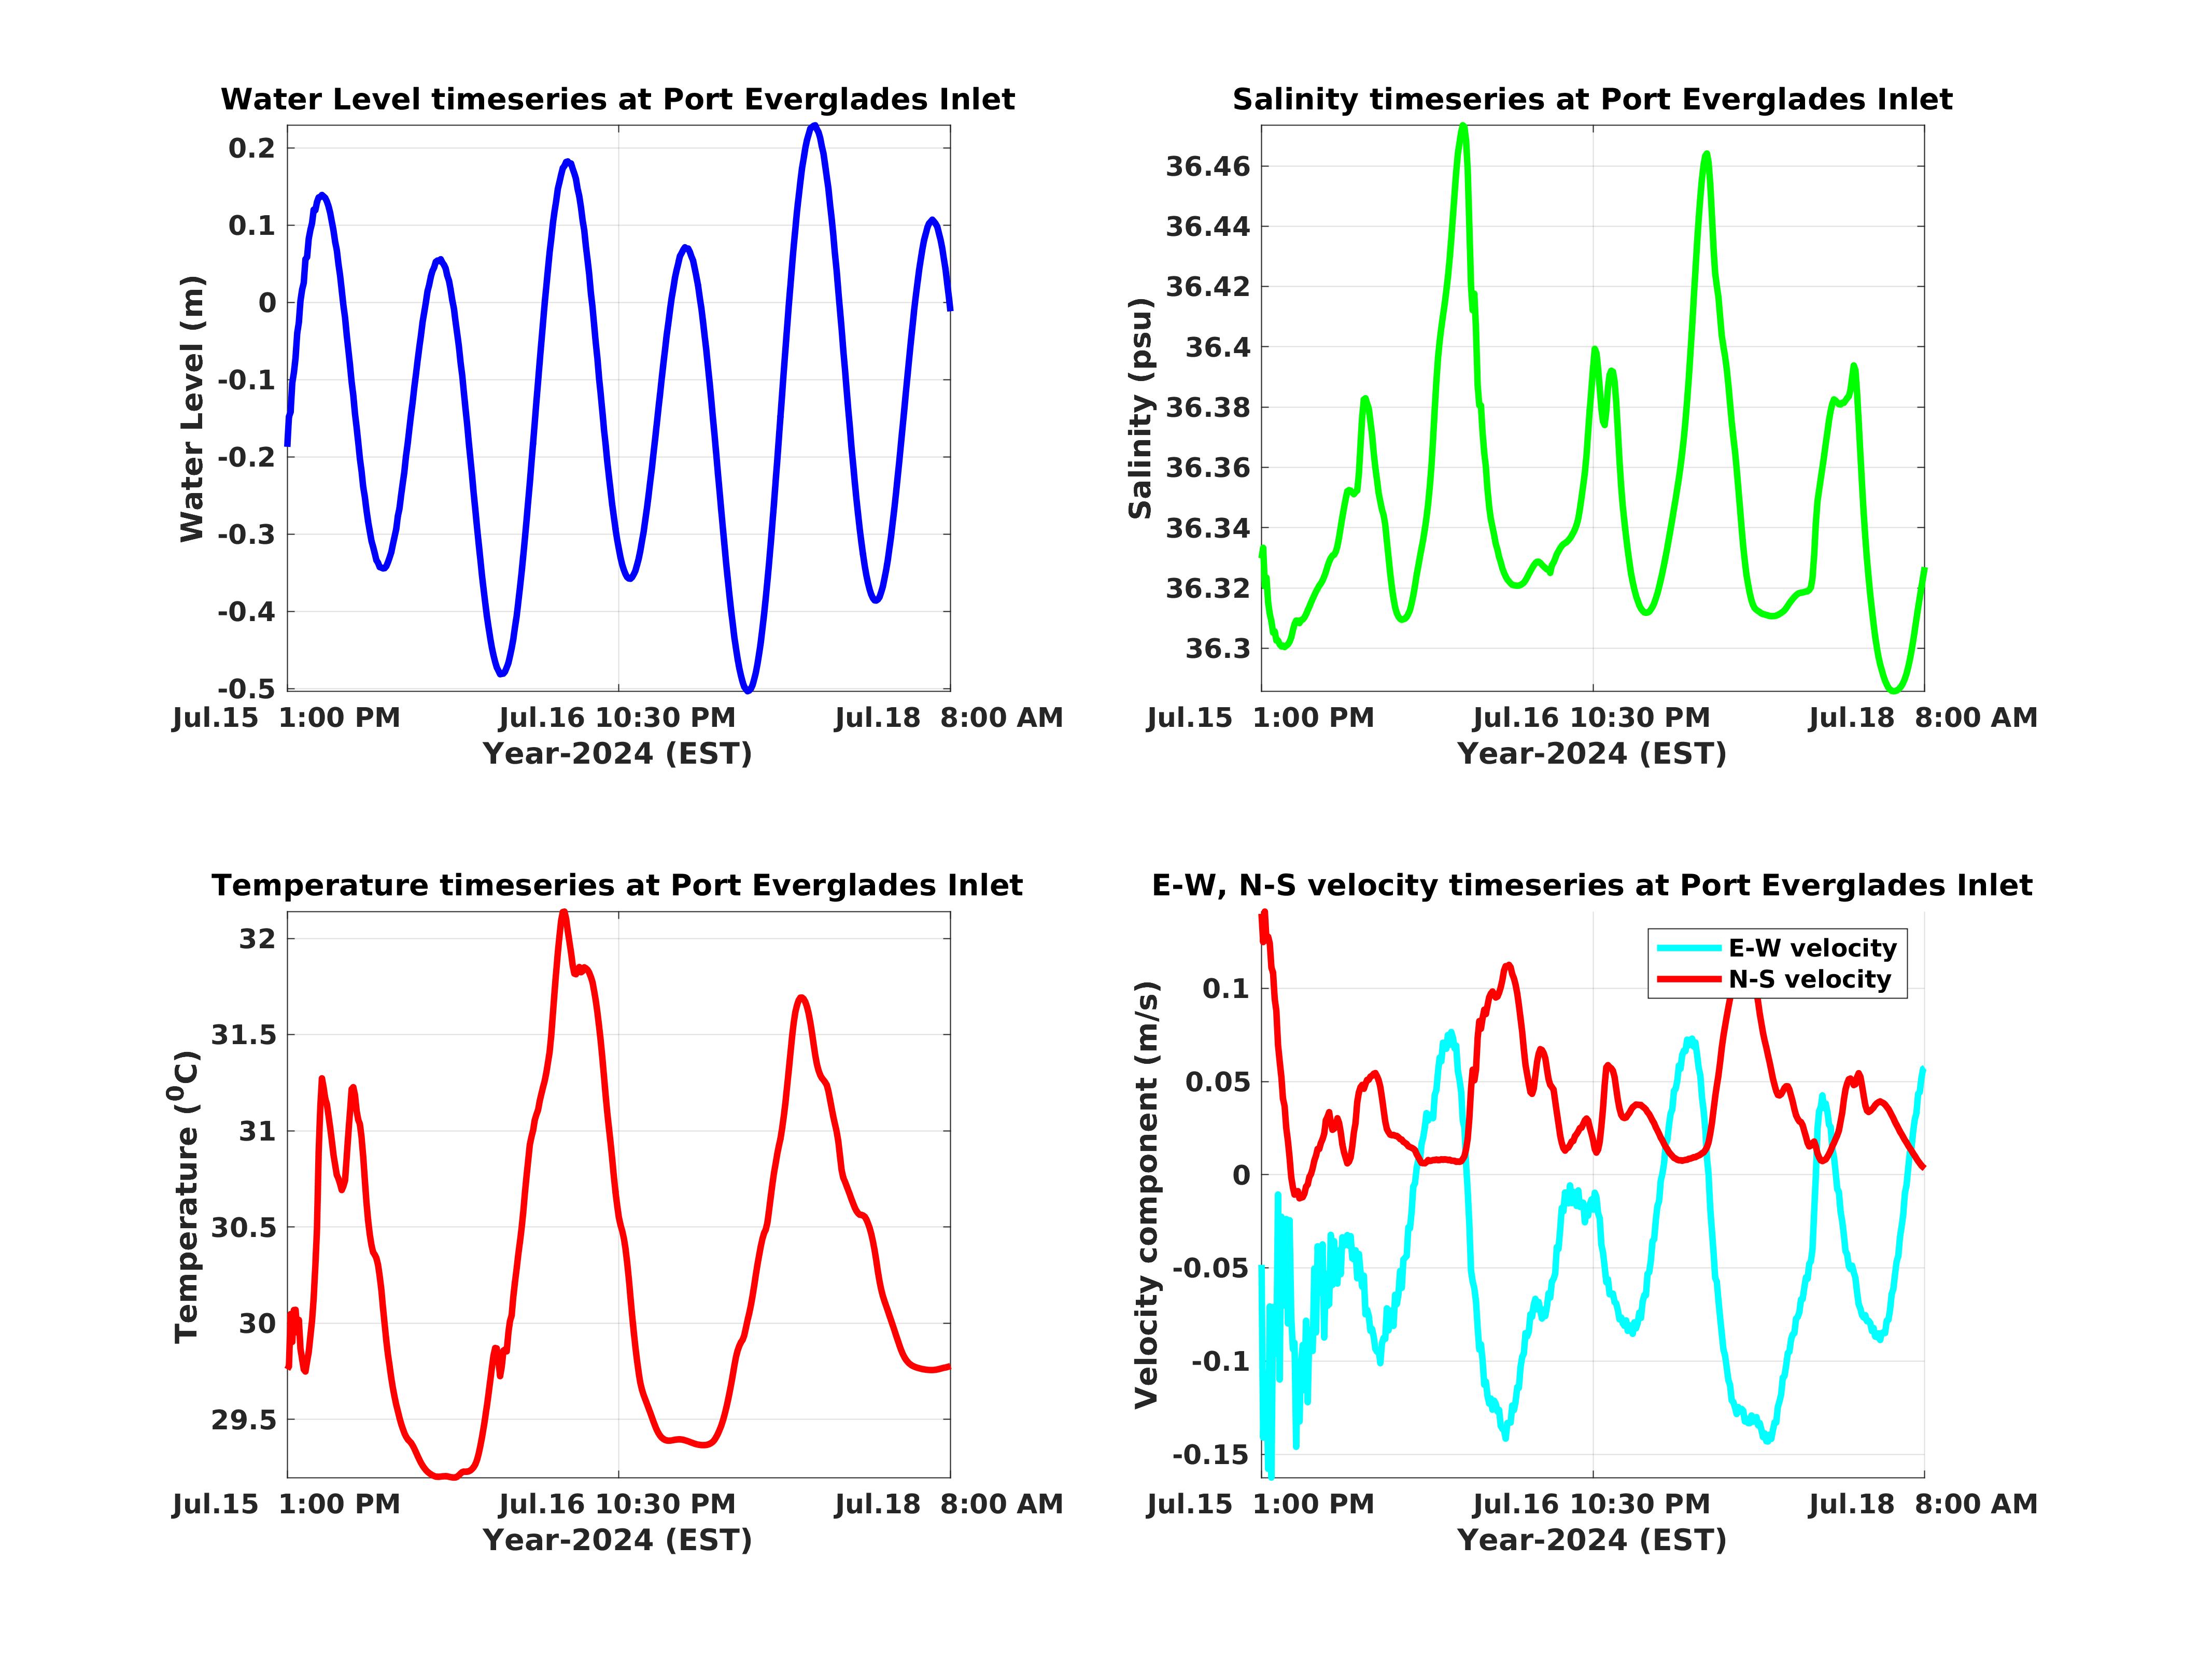 Water Level timeseries at Port Everglades Inlet
0.2
0.1
0
-0.1
-0.2
-0.3
-0.4
-0.5
Water Level (m)
Jul.15 1:00 PM
Jul.16 10:30 PM
Jul.18 8:00 AM
Year-2024 (EST)
Salinity timeseries at Port Everglades Inlet
36.46
36.44
36.42
36.4
36.38
36.36
36.34
36.32
36.3
Salinity (psu)
Jul.15 1:00 PM
Jul.16 10:30 PM
Jul.18 8:00 AM
Year-2024 (EST)
Temperature timeseries at Port Everglades Inlet
32
31.5
31
30.5
30
29.5
Temperature (⁰C)
Jul.15 1:00 PM
Jul.16 10:30 PM
Jul.18 8:00 AM
Year-2024 (EST)
E-W, N-S velocity timeseries at Port Everglades Inlet
E-W velocity
N-S velocity
0.1
0.05
0
-0.05
-0.1
-0.15
Velocity component (m/s)
Jul.15 1:00 PM
Jul.16 10:30 PM
Jul.18 8:00 AM
Year-2024 (EST)